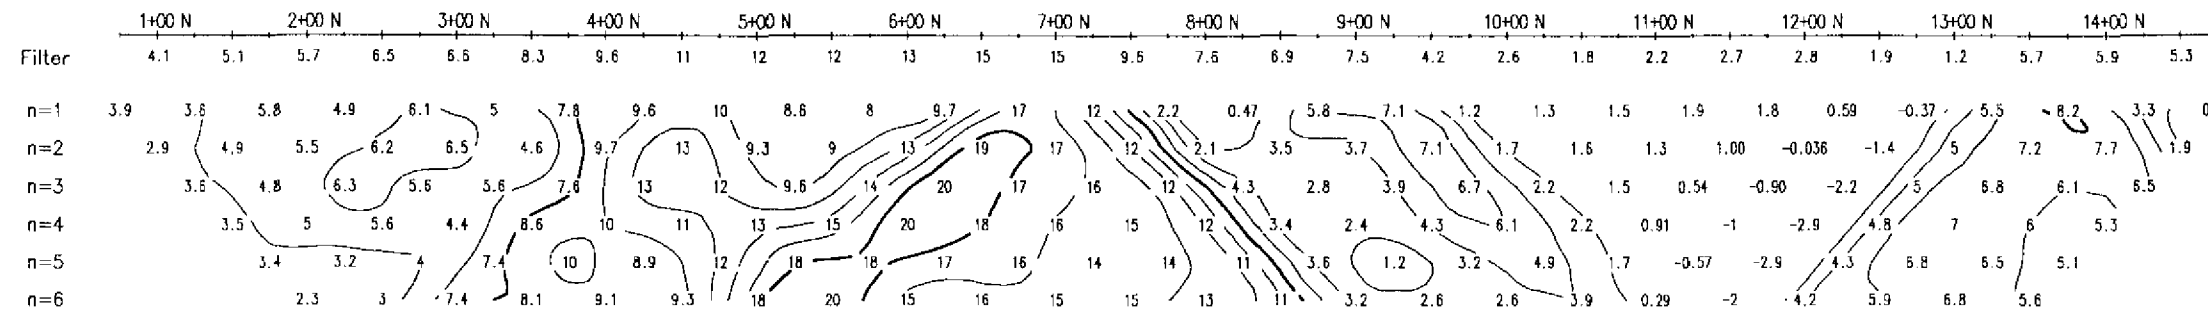 1+00 N 2+00 N 3+00 N 4+00 N 5+00 N 6+00 N 7+00 N 8+00 N 9+00 N 10+00 N 11+00 N 12+00 N 13+00 N 14+00 N
Filter 4.1 5.1 5.7 6.5 6.6 8.3 9.6 11 12 12 13 15 15 9.6 7.6 6.9 7.5 4.2 2.6 1.8 2.2 2.7 2.8 1.9 1.2 5.7 5.9 5.3
n=1 3.9 3.6 5.8 4.9 6.1 5 7.8 9.6 10 8.6 8 9.7 17 12 2.2 0.47 5.8 7.1 1.2 1.3 1.5 1.9 1.8 0.59 -0.37 5.5 8.2 3.3
n=2 2.9 4.9 5.5 6.2 6.5 4.6 9.7 13 9.3 9 13 19 17 12 2.1 3.5 3.7 7.1 1.7 1.6 1.3 1.00 -0.036 -1.4 5 7.2 7.7 1.9
n=3 3.6 4.8 6.3 5.6 5.6 7.6 13 12 9.6 14 20 17 16 12 4.3 2.8 3.9 6.7 2.2 1.5 0.54 -0.90 -2.2 5 6.8 6.1 6.5
n=4 3.5 5 5.6 4.4 8.6 10 11 13 15 20 18 16 15 12 3.4 2.4 4.3 6.1 2.2 0.91 -1 -2.9 4.8 7 6 5.3
n=5 3.4 3.2 4 7.4 10 8.9 12 18 18 17 16 14 14 11 3.6 1.2 3.2 4.9 1.7 -0.57 -2.9 4.3 6.8 6.5 5.1
n=6 2.3 3 7.4 8.1 9.1 9.3 18 20 15 16 15 15 13 11 3.2 2.6 2.6 3.9 0.29 -2 4.2 5.9 6.8 5.6